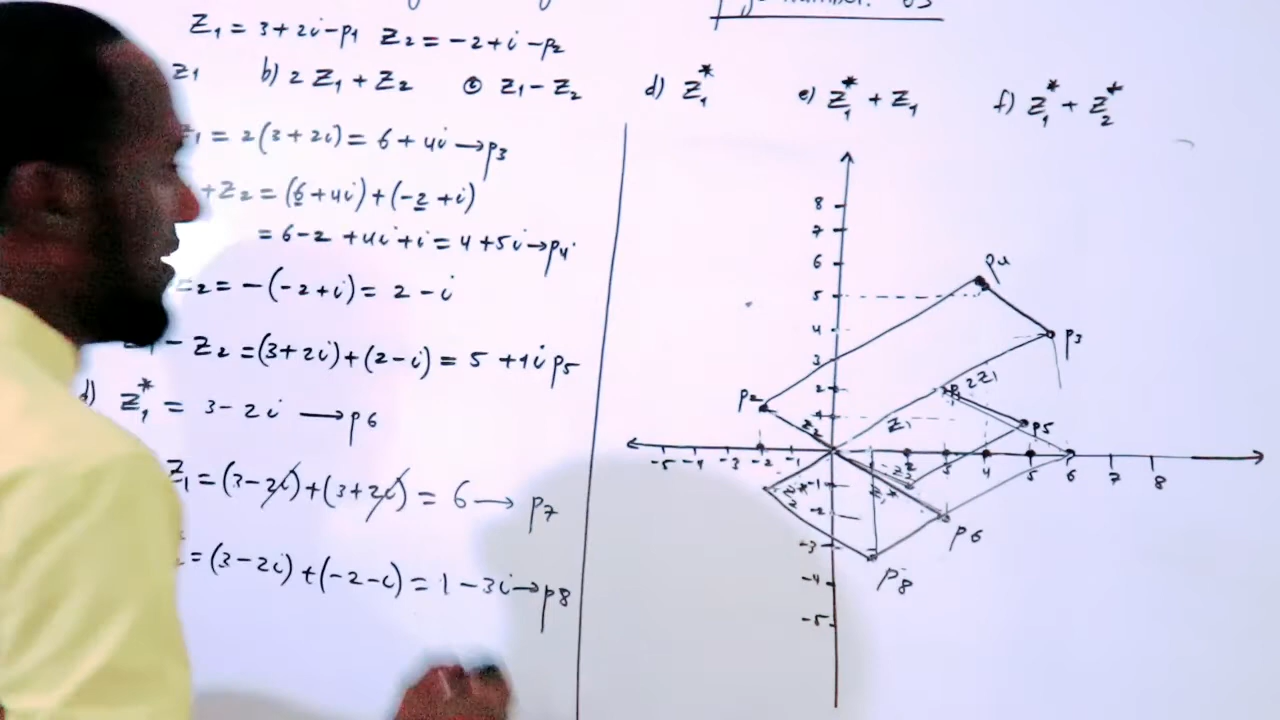 Z₁ = 3 + 2i - p1 Z₂ = -2 + i - p₂
Z1 b) 2 Z₁ + Z₂ c) Z₁ - Z₂ d) Z₁* e) Z₁* + Z₁ f) Z₁* + Z₂*
Z₁ = 2(3 + 2i) = 6 + 4i → p3
+ Z₂ = (6 + 4i) + (-2 + i)
= 6 - 2 + 4i + i = 4 + 5i → p4
= -(-2 + i) = 2 - i
- Z₂ = (3 + 2i) + (2 - i) = 5 + 1i p5
d) Z₁* = 3 - 2i → p6
Z₁ = (3 - 2i) + (3 + 2i) = 6 → p7
= (3 - 2i) + (-2 - i) = 1 - 3i → p8
8
7
6 p4
5
4 p3
3
2 2Z1
p2 1
Z₂ Z₁ p5
-5 -4 -3 -2 -1 3 4 5 6 7 8
-1
-2 p6
-3
p8
-4
-5